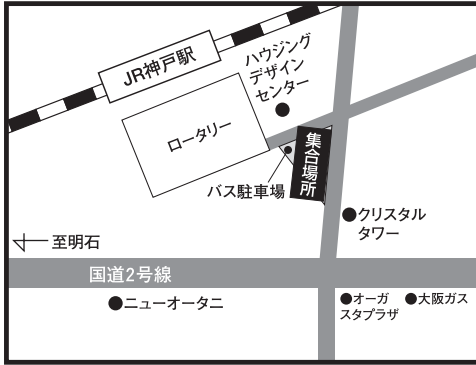 JR神戸駅
ハウジング
デザイン
センター
ロータリー
集合場所
バス駐車場
クリスタル
タワー
至明石
国道2号線
ニューオータニ
オーガ
スタプラザ
大阪ガス